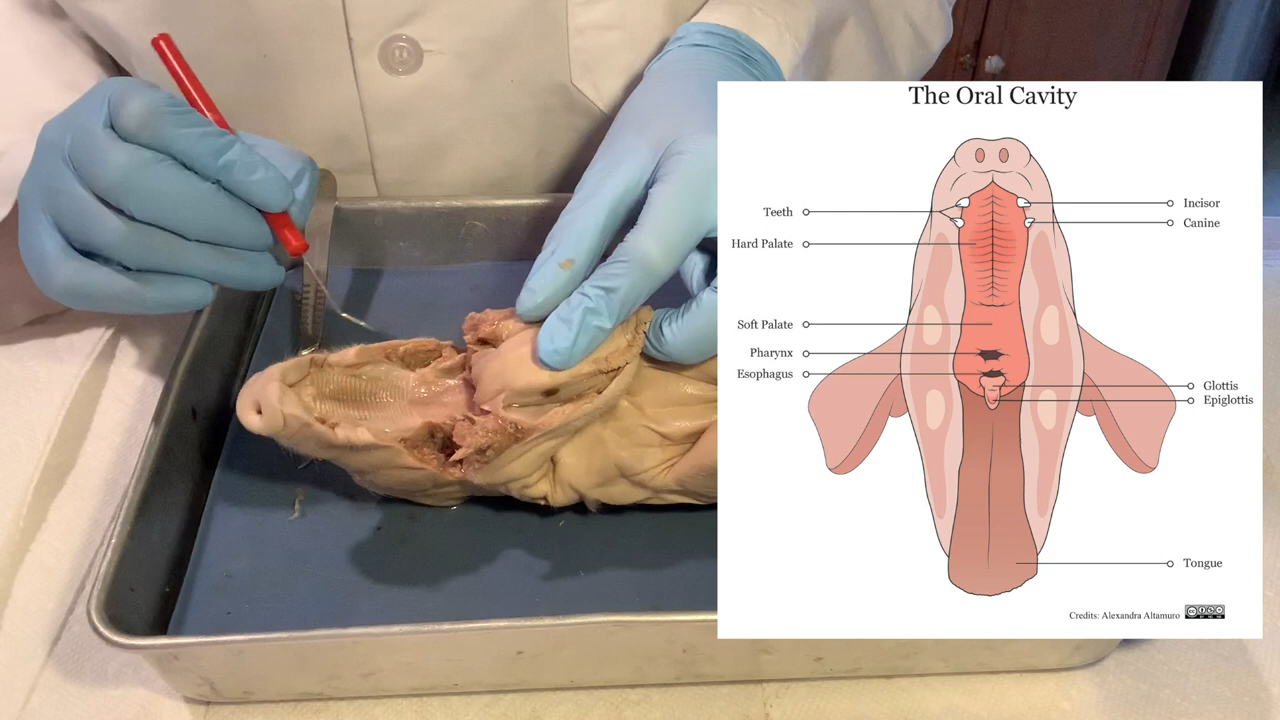 The Oral Cavity
Teeth
Incisor
Canine
Hard Palate
Soft Palate
Pharynx
Esophagus
Glottis
Epiglottis
Tongue
Credits: Alexandra Altamuro